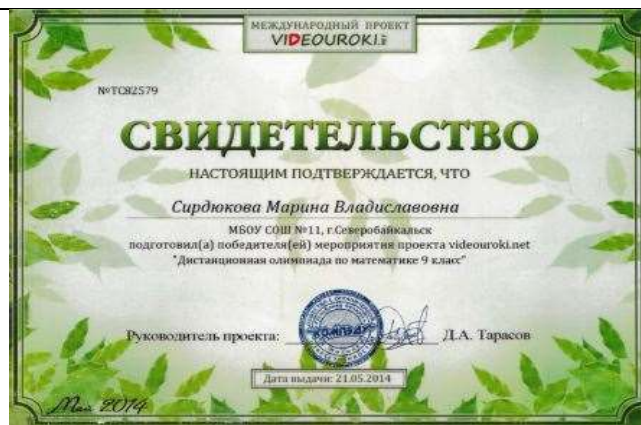 МЕЖДУНАРОДНЫЙ ПРОЕКТ
VIDEOUROKI.NET
№TC82579
СВИДЕТЕЛЬСТВО
НАСТОЯЩИМ ПОДТВЕРЖДАЕТСЯ, ЧТО
Сирдюкова Марина Владиславовна
МБОУ СОШ №11, г.Северобайкальск
подготовил(а) победителя(ей) мероприятия проекта videouroki.net
"Дистанционная олимпиада по математике 9 класс"
Руководитель проекта: Д.А. Тарасов
"КОМПЭДУ"
Дата выдачи: 21.05.2014
Май 2014